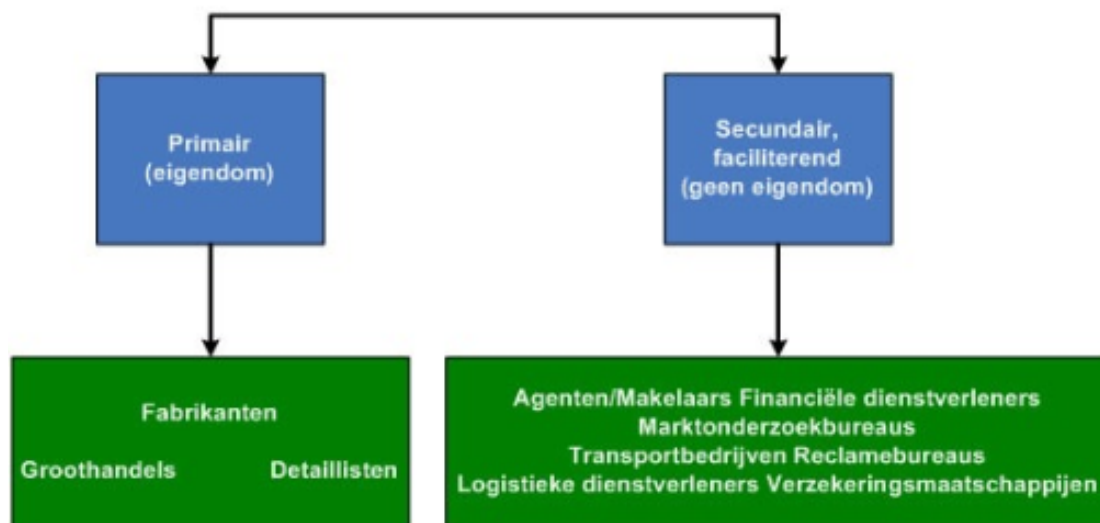 Primair
(eigendom)
Secundair,
faciliterend
(geen eigendom)
Fabrikanten
Groothandels Detaillisten
Agenten/Makelaars Financiële dienstverleners
Marktonderzoekbureaus
Transportbedrijven Reclamebureaus
Logistieke dienstverleners Verzekeringsmaatschappijen